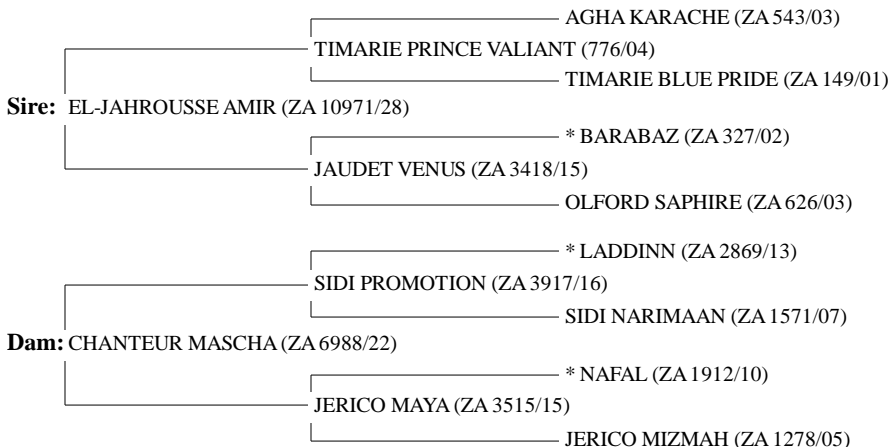 AGHA KARACHE (ZA 543/03)
TIMARIE PRINCE VALIANT (776/04)
TIMARIE BLUE PRIDE (ZA 149/01)
Sire: EL-JAHROUSSE AMIR (ZA 10971/28)
* BARABAZ (ZA 327/02)
JAUDET VENUS (ZA 3418/15)
OLFORD SAPHIRE (ZA 626/03)
* LADDINN (ZA 2869/13)
SIDI PROMOTION (ZA 3917/16)
SIDI NARIMAAN (ZA 1571/07)
Dam: CHANTEUR MASCHA (ZA 6988/22)
* NAFAL (ZA 1912/10)
JERICO MAYA (ZA 3515/15)
JERICO MIZMAH (ZA 1278/05)